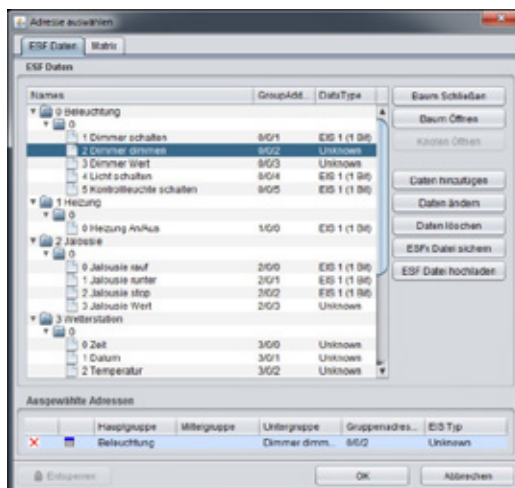 Adresse auswählen
ESF Daten Matrix
ESF Daten
Names GroupAdd... DataType
0 Beleuchtung
0
1 Dimmer schalten 0/0/1 EIS 1 (1 Bit)
2 Dimmer dimmen 0/0/2 Unknown
3 Dimmer Wert 0/0/3 Unknown
4 Licht schalten 0/0/4 EIS 1 (1 Bit)
5 Kontrollleuchte schalten 0/0/5 EIS 1 (1 Bit)
1 Heizung
0
0 Heizung An/Aus 1/0/0 EIS 1 (1 Bit)
2 Jalousie
0
0 Jalousie rauf 2/0/0 EIS 1 (1 Bit)
1 Jalousie runter 2/0/1 EIS 1 (1 Bit)
2 Jalousie stop 2/0/2 EIS 1 (1 Bit)
3 Jalousie Wert 2/0/3 Unknown
3 Wetterstation
0
0 Zeit 3/0/0 Unknown
1 Datum 3/0/1 Unknown
2 Temperatur 3/0/2 Unknown
Baum Schließen
Baum Öffnen
Knoten Öffnen
Daten hinzufügen
Daten ändern
Daten löschen
ESFx Datei sichern
ESF Datei hochladen
Ausgewählte Adressen
Hauptgruppe Mittelgruppe Untergruppe Gruppenadres... EIS Typ
Beleuchtung Dimmer dimm... 0/0/2 Unknown
Entsperren OK Abbrechen